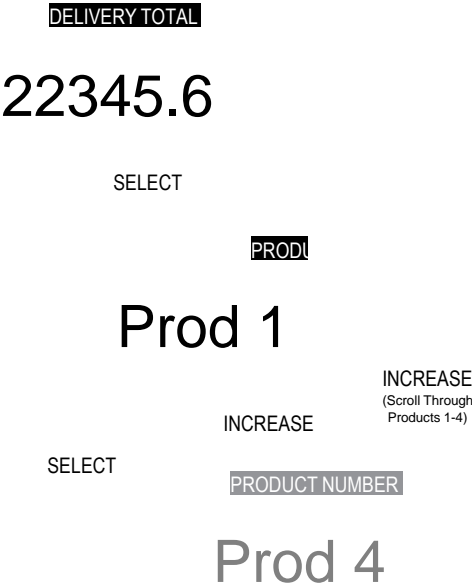 DELIVERY TOTAL
22345.6
SELECT
PRODU
Prod 1
INCREASE
(Scroll Through
Products 1-4)
INCREASE
SELECT
PRODUCT NUMBER
Prod 4